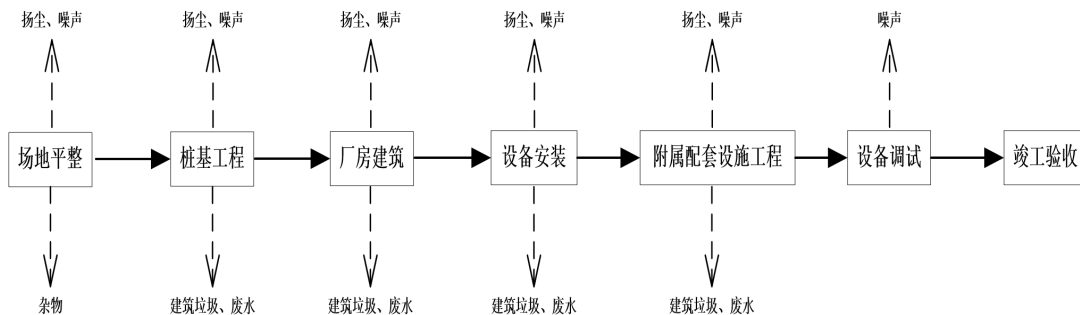 扬尘、噪声
扬尘、噪声
扬尘、噪声
扬尘、噪声
扬尘、噪声
噪声
场地平整
桩基工程
厂房建筑
设备安装
附属配套设施工程
设备调试
竣工验收
杂物
建筑垃圾、废水
建筑垃圾、废水
建筑垃圾、废水
建筑垃圾、废水